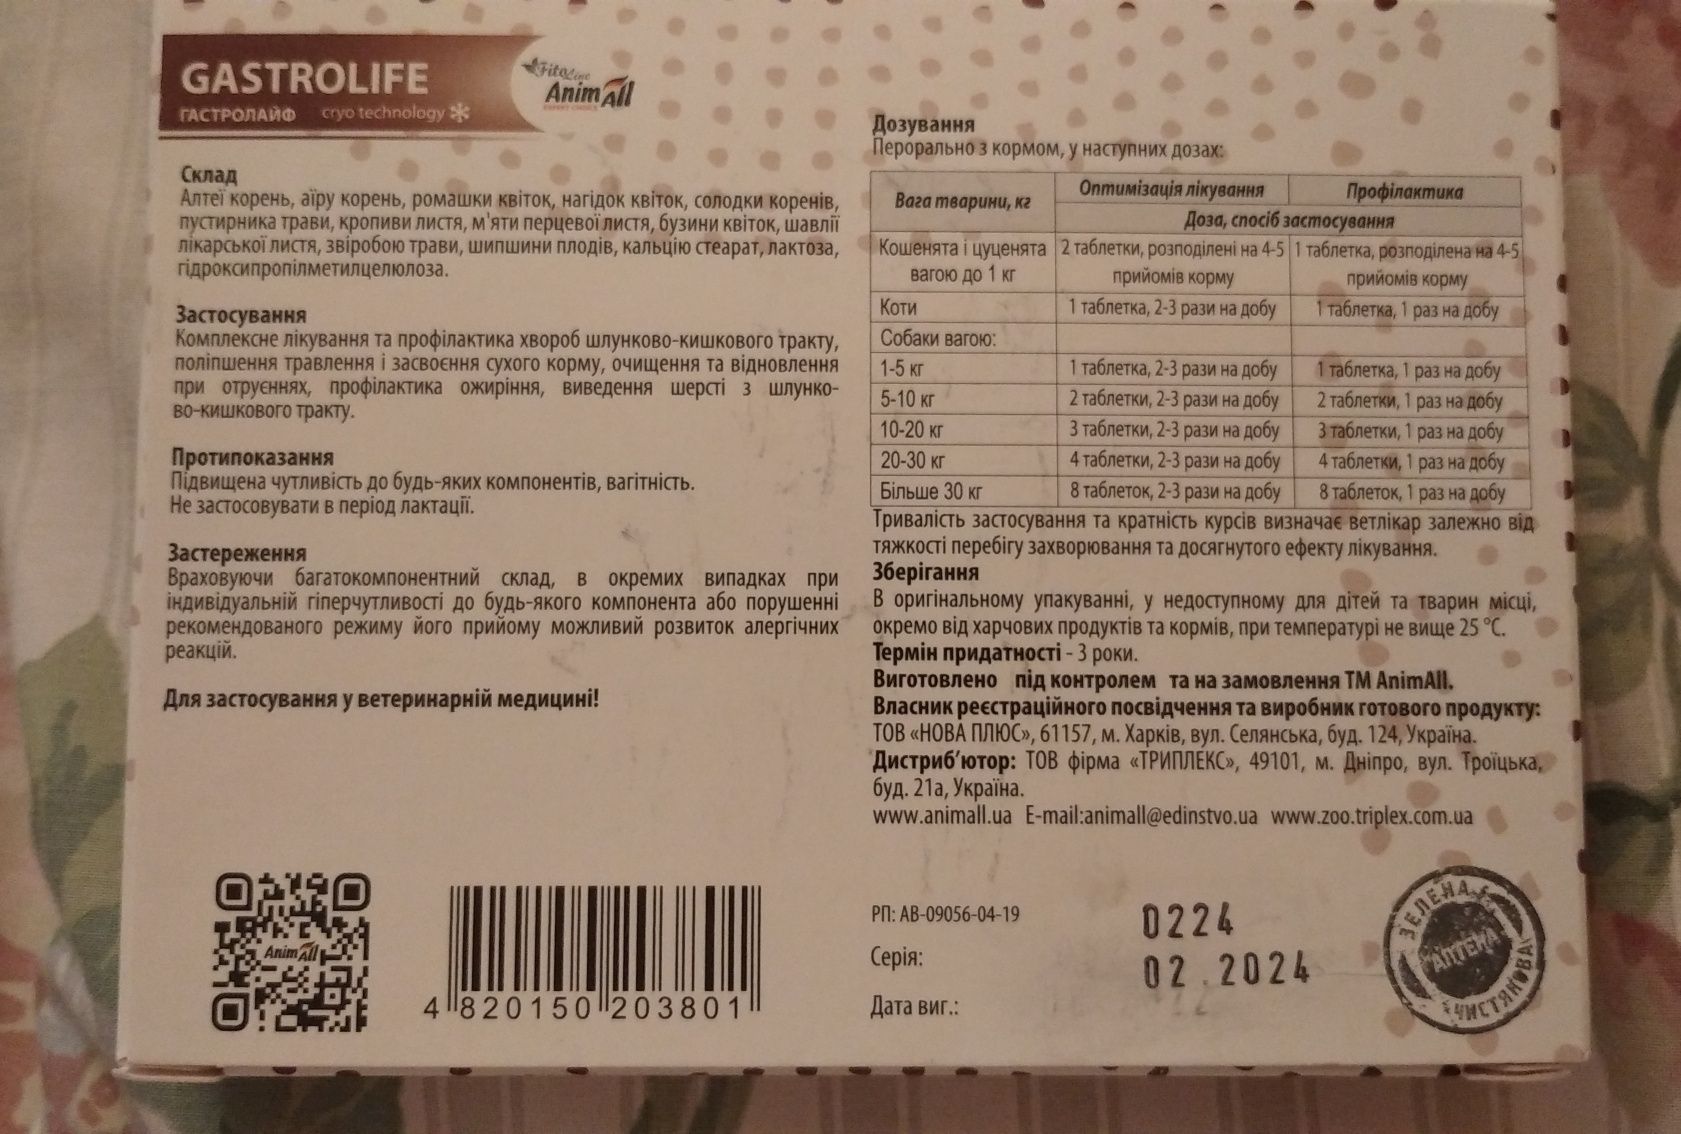 GASTROLIFE
ГАСТРОЛАЙФ cryo technology
FitoLine
AnimAll
EXPERT CHOICE
Склад
Алтеї корень, аїру корень, ромашки квіток, нагідок квіток, солодки коренів,
пустирника трави, кропиви листя, м'яти перцевої листя, бузини квіток, шавлії
лікарської листя, звіробою трави, шипшини плодів, кальцію стеарат, лактоза,
гідроксипропілметилцелюлоза.
Застосування
Комплексне лікування та профілактика хвороб шлунково-кишкового тракту,
поліпшення травлення і засвоєння сухого корму, очищення та відновлення
при отруєннях, профілактика ожиріння, виведення шерсті з шлунко-
во-кишкового тракту.
Протипоказання
Підвищена чутливість до будь-яких компонентів, вагітність.
Не застосовувати в період лактації.
Застереження
Враховуючи багатокомпонентний склад, в окремих випадках при
індивідуальній гіперчутливості до будь-якого компонента або порушенні
рекомендованого режиму його прийому можливий розвиток алергічних
реакцій.
Для застосування у ветеринарній медицині!
AnimAll
4 820150 203801
Дозування
Перорально з кормом, у наступних дозах:
Вага тварини, кг Оптимізація лікування Профілактика
Доза, спосіб застосування
Кошенята і цуценята 2 таблетки, розподілені на 4-5 1 таблетка, розподілена на 4-5
вагою до 1 кг прийомів корму прийомів корму
Коти 1 таблетка, 2-3 рази на добу 1 таблетка, 1 раз на добу
Собаки вагою:
1-5 кг 1 таблетка, 2-3 рази на добу 1 таблетка, 1 раз на добу
5-10 кг 2 таблетки, 2-3 рази на добу 2 таблетки, 1 раз на добу
10-20 кг 3 таблетки, 2-3 рази на добу 3 таблетки, 1 раз на добу
20-30 кг 4 таблетки, 2-3 рази на добу 4 таблетки, 1 раз на добу
Більше 30 кг 8 таблеток, 2-3 рази на добу 8 таблеток, 1 раз на добу
Тривалість застосування та кратність курсів визначає ветлікар залежно від
тяжкості перебігу захворювання та досягнутого ефекту лікування.
Зберігання
В оригінальному упакуванні, у недоступному для дітей та тварин місці,
окремо від харчових продуктів та кормів, при температурі не вище 25 °С.
Термін придатності - 3 роки.
Виготовлено під контролем та на замовлення ТМ AnimAll.
Власник реєстраційного посвідчення та виробник готового продукту:
ТОВ «НОВА ПЛЮС», 61157, м. Харків, вул. Селянська, буд. 124, Україна.
Дистриб'ютор: ТОВ фірма «ТРИПЛЕКС», 49101, м. Дніпро, вул. Троїцька,
буд. 21а, Україна.
www.animall.ua E-mail:animall@edinstvo.ua www.zoo.triplex.com.ua
РП: АВ-09056-04-19
0224
Серія:
02.2024
Дата виг.:
ЗЕЛЕНА
АПТЕКА
ЧИСТЯКОВА